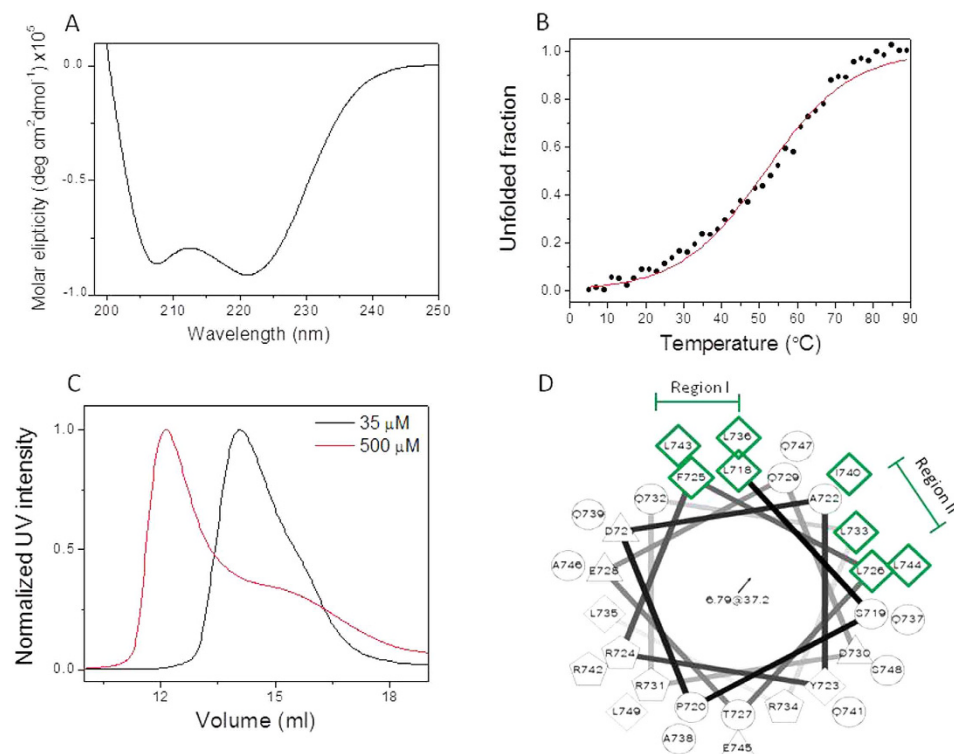 A
Molar elipticity (deg cm² dmol⁻¹) x10⁵
0.0
-0.5
-1.0
200 210 220 230 240 250
Wavelength (nm)
B
Unfolded fraction
1.0
0.8
0.6
0.4
0.2
0.0
0 10 20 30 40 50 60 70 80 90
Temperature (°C)
C
Normalized UV intensity
1.0
0.5
0.0
35 μM
500 μM
12 15 18
Volume (ml)
D
Region I
Region II
L736
L743
Q747
L718
F725
Q729
I740
Q732
A722
Q739
D721
L733
A746
E728
L726
L744
6.79@37.2
L735
S719
Q737
R724
D730
S748
R742
R731
Y723
L749
P720
T727
R734
Q741
A738
E745